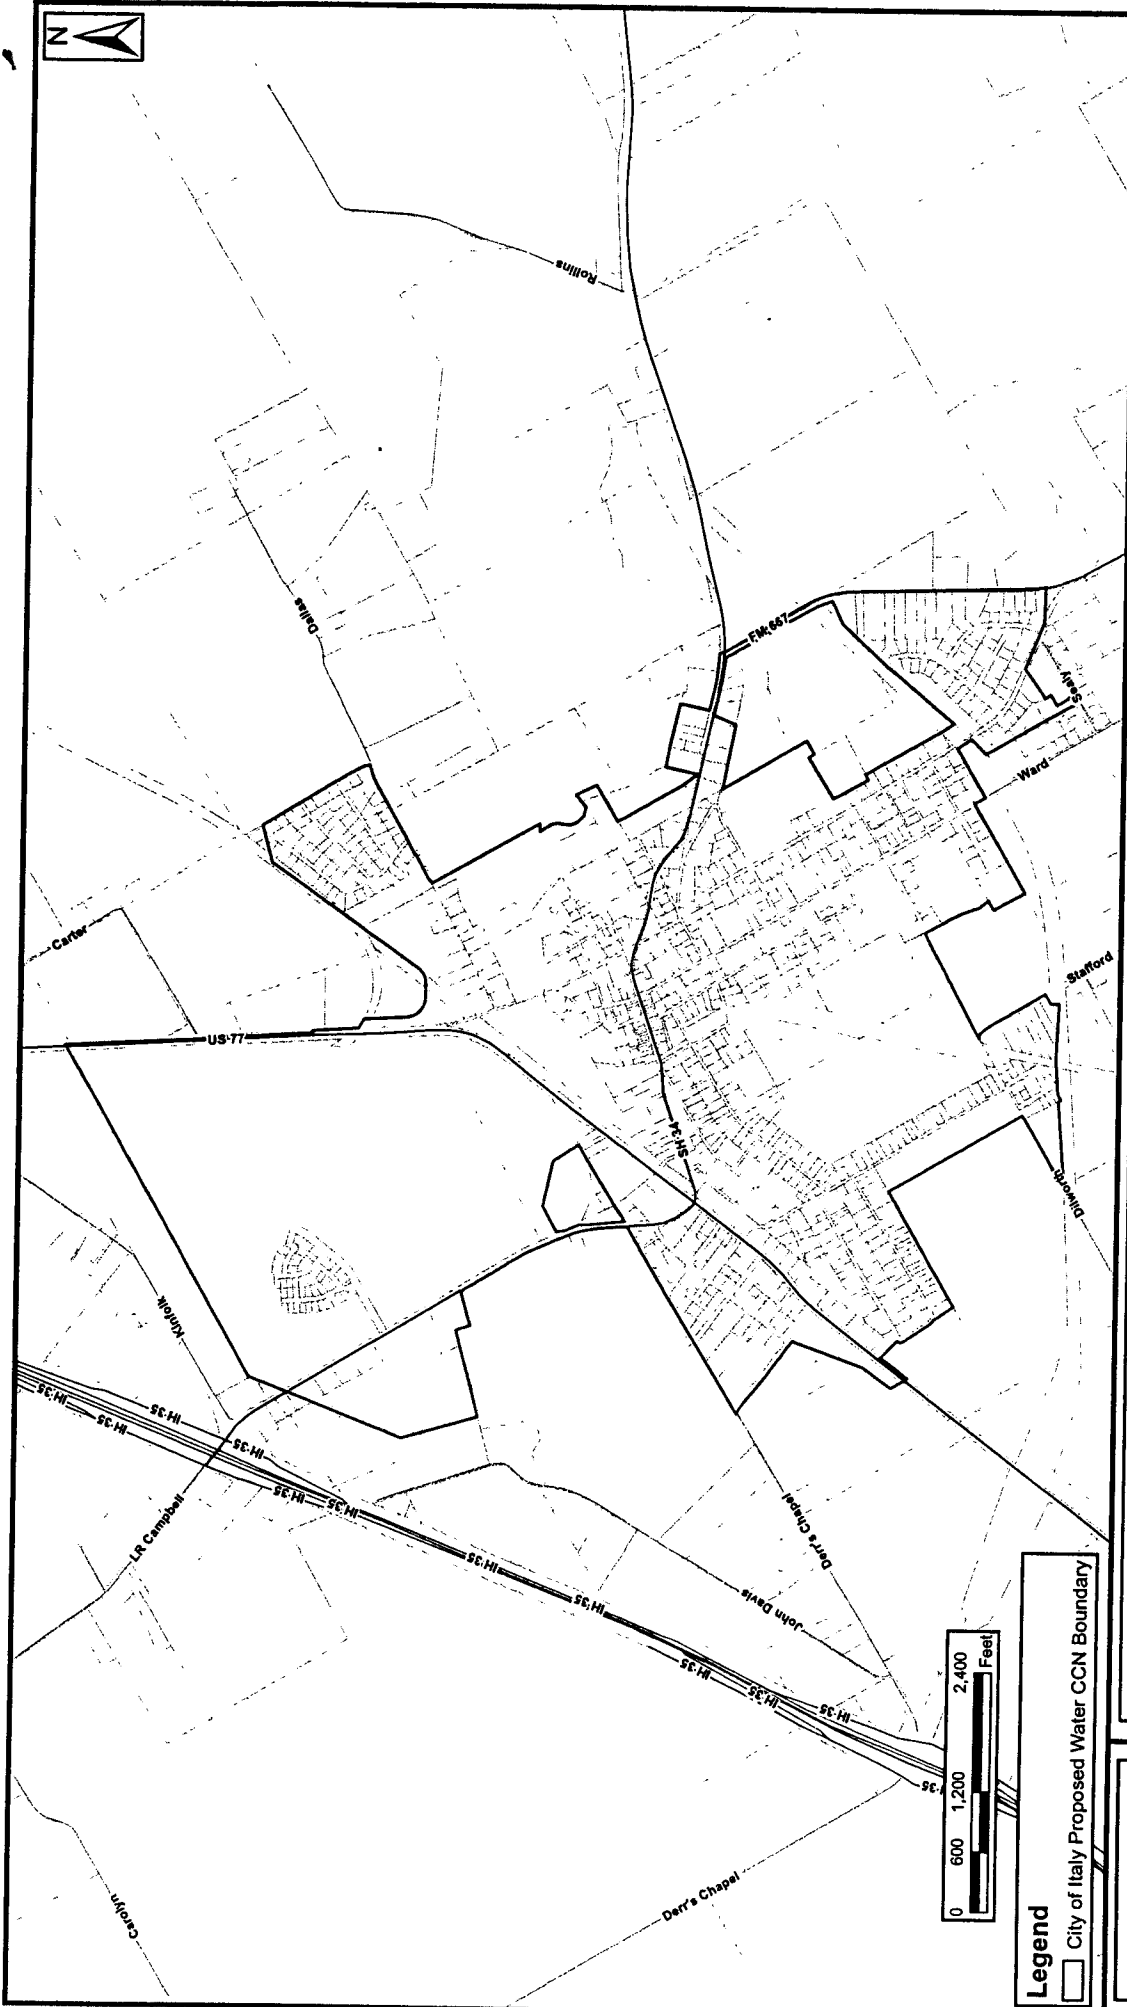 N
Rollins
Dallas
Carter
US 77
FM 667
Sealy
Ward
Stafford
SH 34
Dilworth
Kinfolk
IH 35
IH 35
IH 35
IH 35
IH 35
IH 35
IH 35
IH 35
IH 35
IH 35
IH 35
LR Campbell
Derr's Chapel
John Davis
Carolyn
Derr's Chapel
0 600 1,200 2,400
Feet
Legend
City of Italy Proposed Water CCN Boundary